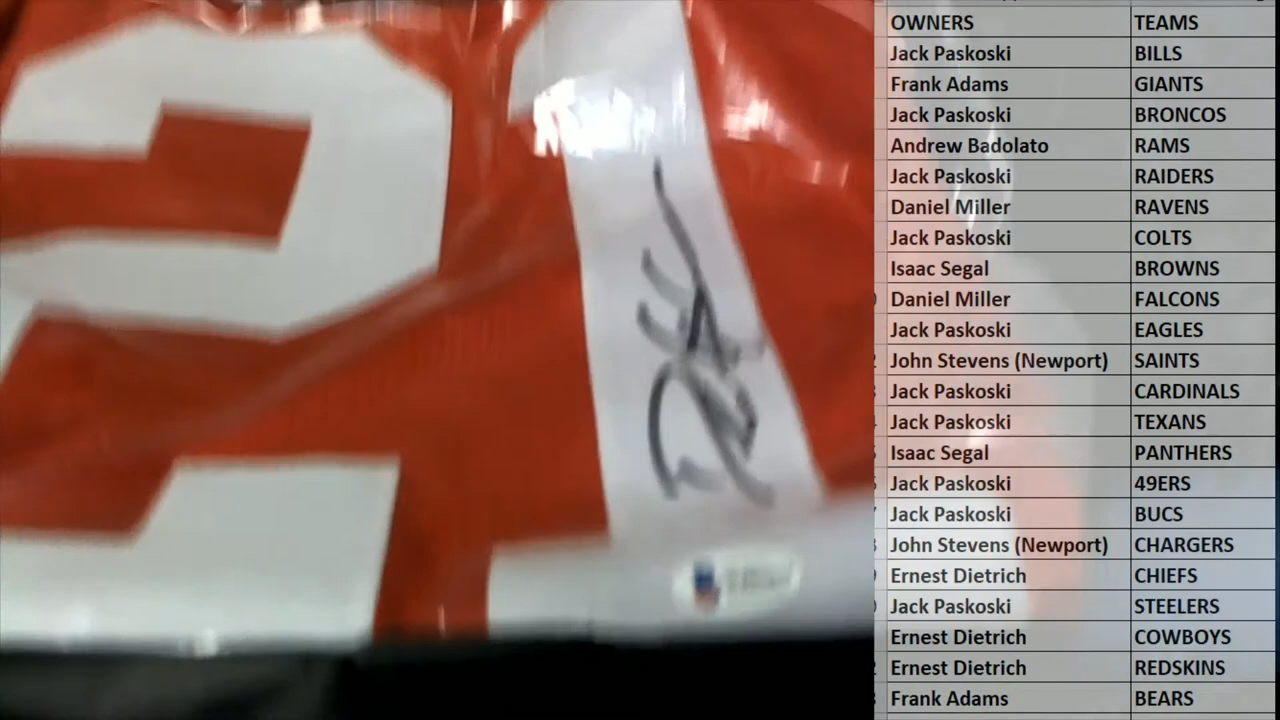 21
OWNERS TEAMS
Jack Paskoski BILLS
Frank Adams GIANTS
Jack Paskoski BRONCOS
Andrew Badolato RAMS
Jack Paskoski RAIDERS
Daniel Miller RAVENS
Jack Paskoski COLTS
Isaac Segal BROWNS
Daniel Miller FALCONS
Jack Paskoski EAGLES
John Stevens (Newport) SAINTS
Jack Paskoski CARDINALS
Jack Paskoski TEXANS
Isaac Segal PANTHERS
Jack Paskoski 49ERS
Jack Paskoski BUCS
John Stevens (Newport) CHARGERS
Ernest Dietrich CHIEFS
Jack Paskoski STEELERS
Ernest Dietrich COWBOYS
Ernest Dietrich REDSKINS
Frank Adams BEARS